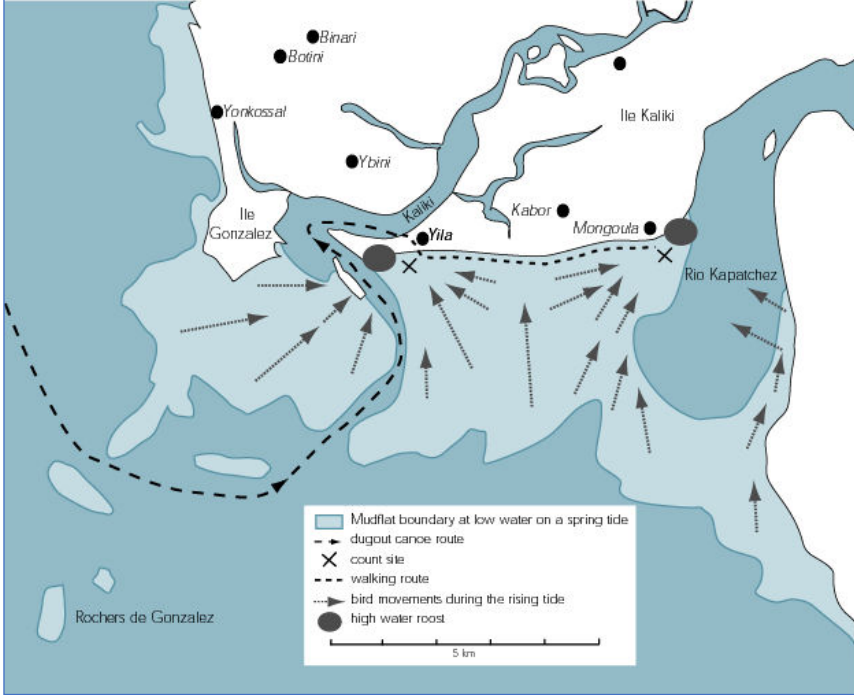 Binari
Botini
Yonkossal
Ile Kaliki
Ybini
Ile
Gonzalez
Kaliki
Kabor
Yila
Mongoula
Rio Kapatchez
Mudflat boundary at low water on a spring tide
dugout canoe route
count site
walking route
bird movements during the rising tide
high water roost
Rochers de Gonzalez
5 km